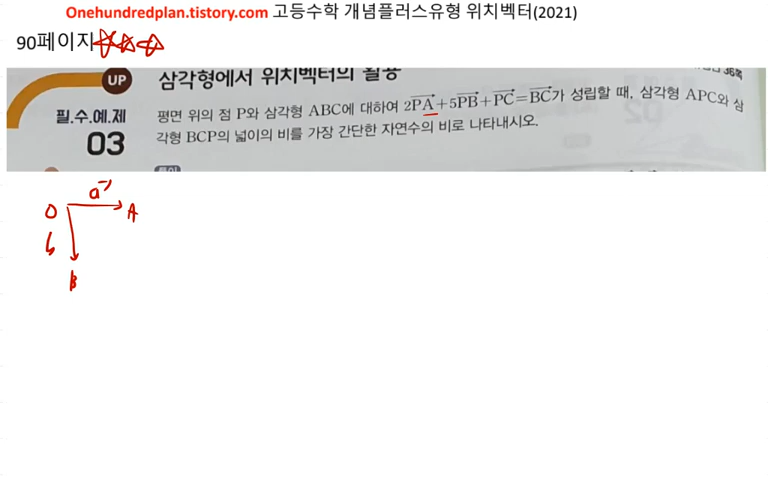 Onehundredplan.tistory.com 고등수학 개념플러스유형 위치벡터(2021)
90페이지
UP 삼각형에서 위치벡터의 활용
필.수.예.제 03
평면 위의 점 P와 삼각형 ABC에 대하여 2PA+5PB+PC=BC가 성립할 때, 삼각형 APC와 삼
각형 BCP의 넓이의 비를 가장 간단한 자연수의 비로 나타내시오.
a
O A
b
B